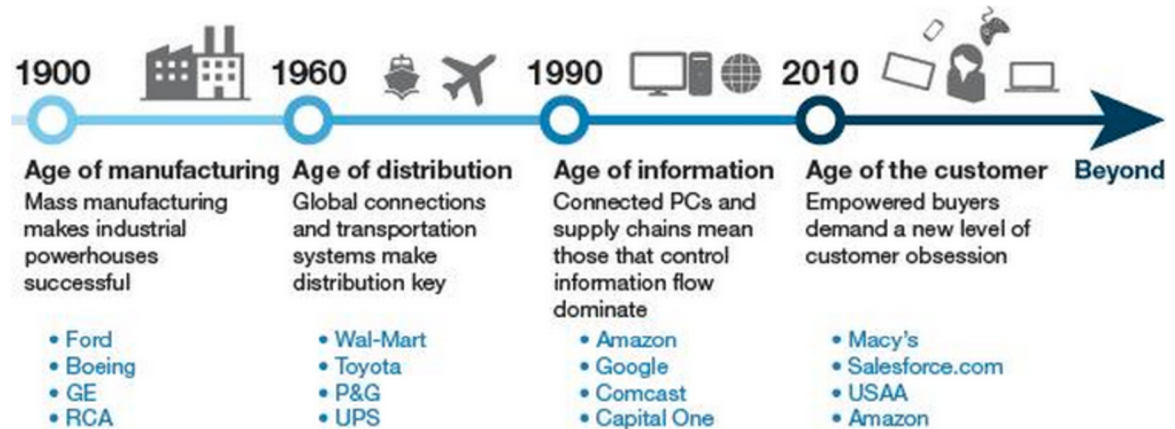 1900
1960
1990
2010
Age of manufacturing
Mass manufacturing
makes industrial
powerhouses
successful
• Ford
• Boeing
• GE
• RCA
Age of distribution
Global connections
and transportation
systems make
distribution key
• Wal-Mart
• Toyota
• P&G
• UPS
Age of information
Connected PCs and
supply chains mean
those that control
information flow
dominate
• Amazon
• Google
• Comcast
• Capital One
Age of the customer
Empowered buyers
demand a new level of
customer obsession
• Macy's
• Salesforce.com
• USAA
• Amazon
Beyond